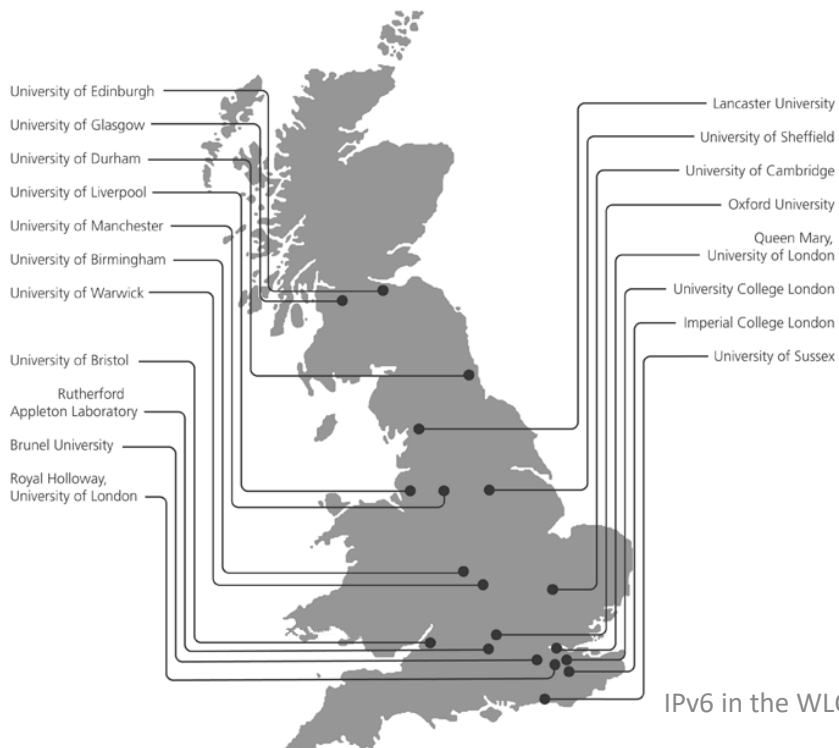 University of Edinburgh
University of Glasgow
University of Durham
University of Liverpool
University of Manchester
University of Birmingham
University of Warwick
University of Bristol
Rutherford
Appleton Laboratory
Brunel University
Royal Holloway,
University of London
Lancaster University
University of Sheffield
University of Cambridge
Oxford University
Queen Mary,
University of London
University College London
Imperial College London
University of Sussex
IPv6 in the